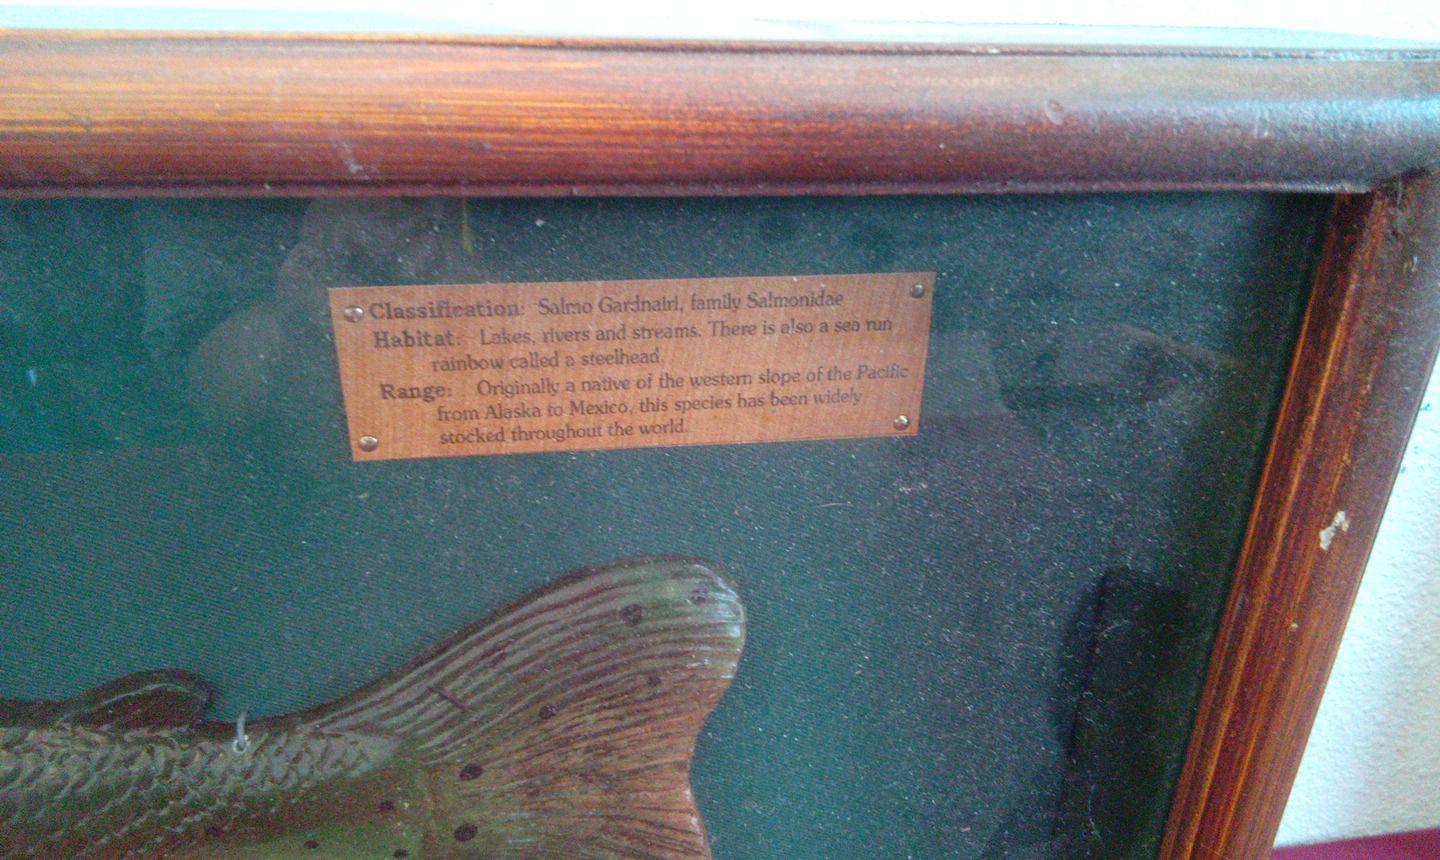 Classification: Salmo Gardnairi, family Salmonidae
Habitat: Lakes, rivers and streams. There is also a sea run
rainbow called a steelhead.
Range: Originally a native of the western slope of the Pacific
from Alaska to Mexico, this species has been widely
stocked throughout the world.